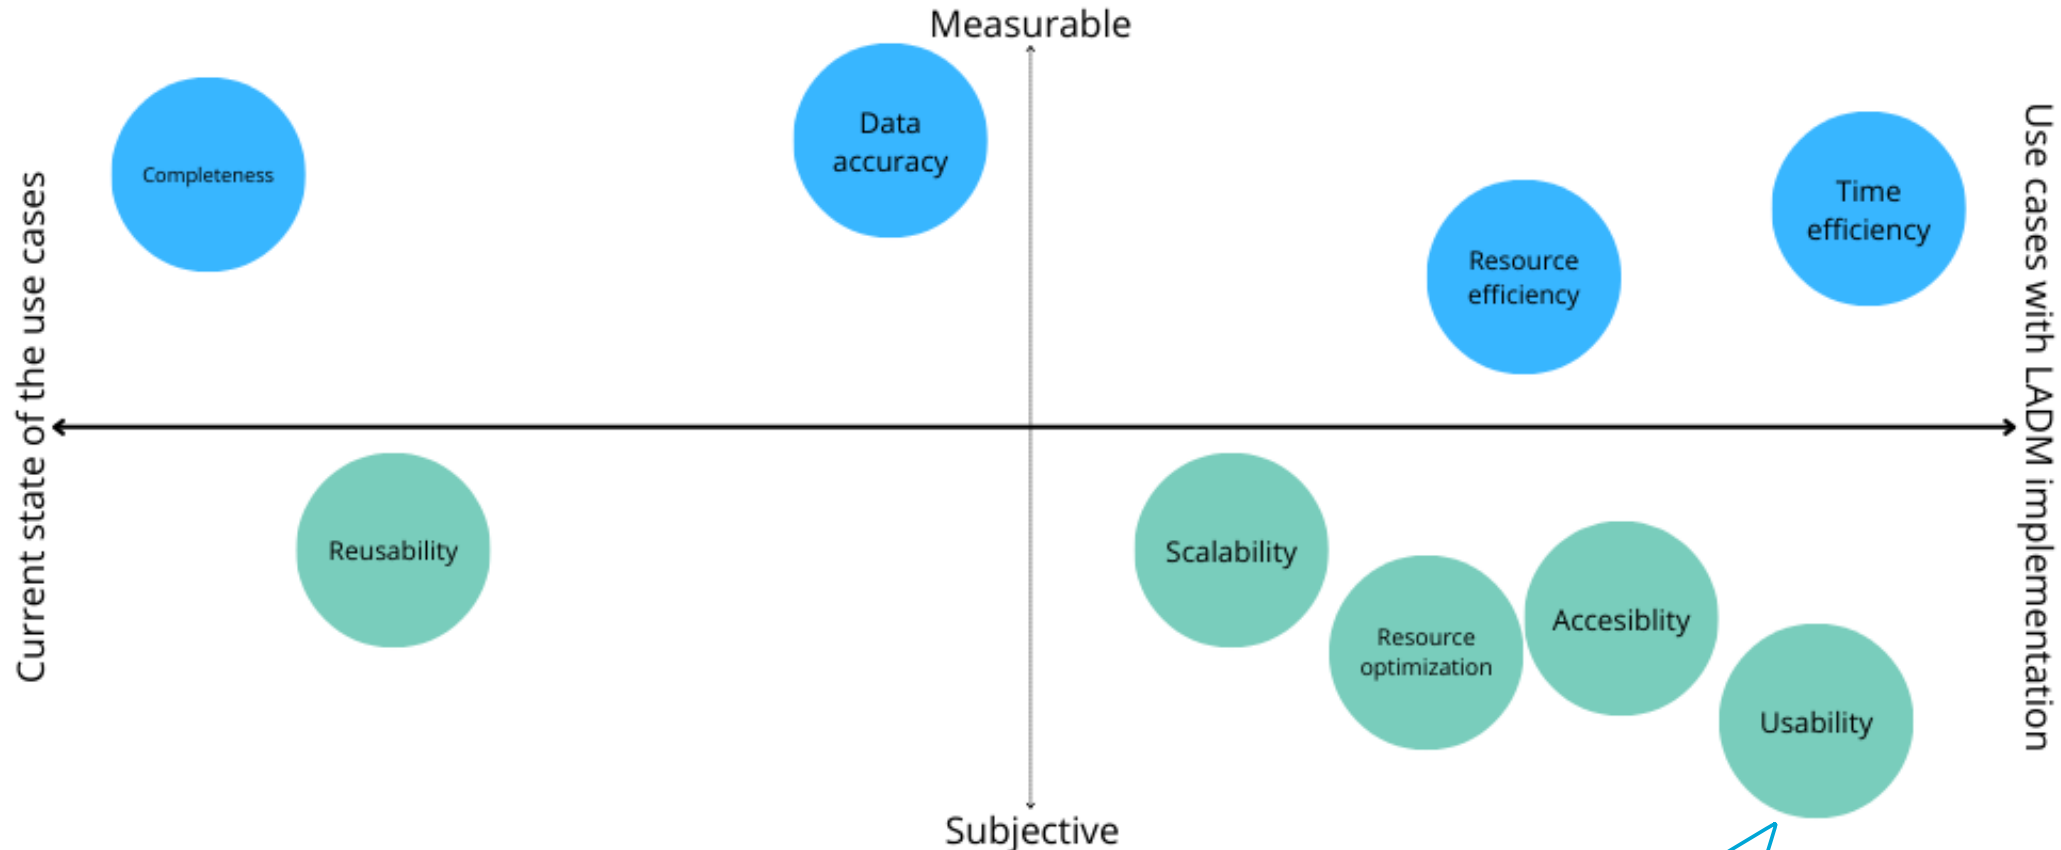 Measurable
Completeness
Data
accuracy
Time
efficiency
Resource
efficiency
Current state of the use cases
Use cases with LADM implementation
Reusability
Scalability
Resource
optimization
Accesiblity
Usability
Subjective